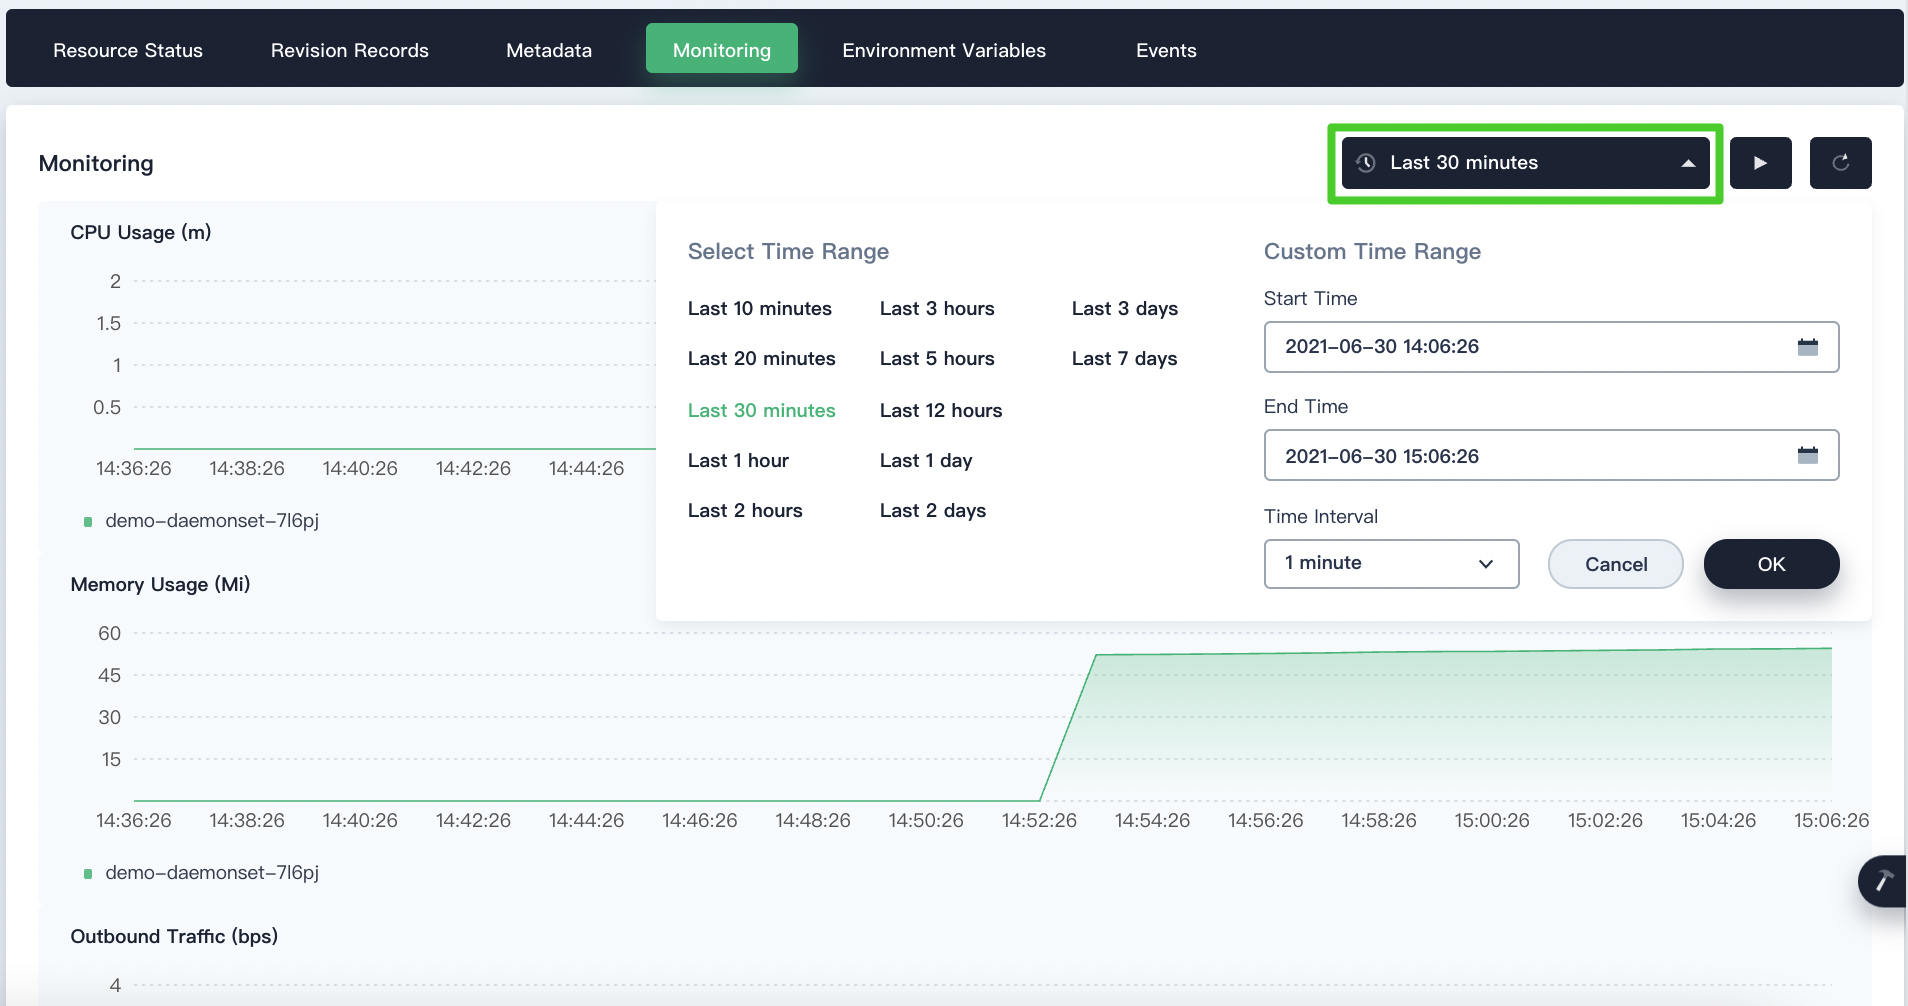 Resource Status Revision Records Metadata Monitoring Environment Variables Events
Monitoring
Last 30 minutes
CPU Usage (m)
2
1.5
1
0.5
14:36:26 14:38:26 14:40:26 14:42:26 14:44:26
demo-daemonset-7l6pj
Select Time Range
Last 10 minutes Last 3 hours Last 3 days
Last 20 minutes Last 5 hours Last 7 days
Last 30 minutes Last 12 hours
Last 1 hour Last 1 day
Last 2 hours Last 2 days
Custom Time Range
Start Time
2021-06-30 14:06:26
End Time
2021-06-30 15:06:26
Time Interval
1 minute Cancel OK
Memory Usage (Mi)
60
45
30
15
14:36:26 14:38:26 14:40:26 14:42:26 14:44:26 14:46:26 14:48:26 14:50:26 14:52:26 14:54:26 14:56:26 14:58:26 15:00:26 15:02:26 15:04:26 15:06:26
demo-daemonset-7l6pj
Outbound Traffic (bps)
4